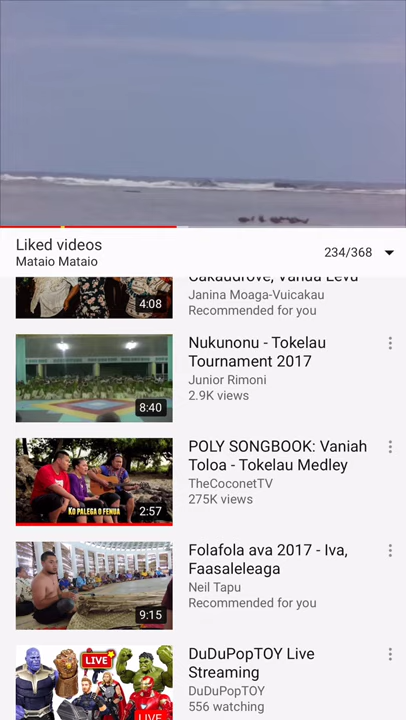 Liked videos
Mataio Mataio
234/368
Cakaudrove, Vanua Levu
4:08
Janina Moaga-Vuicakau
Recommended for you
Nukunonu - Tokelau
Tournament 2017
Junior Rimoni
2.9K views
8:40
POLY SONGBOOK: Vaniah
Toloa - Tokelau Medley
TheCoconetTV
275K views
KO PALEGA O FENUA
2:57
Folafola ava 2017 - Iva,
Faasaleleaga
Neil Tapu
Recommended for you
9:15
DuDuPopTOY Live
Streaming
DuDuPopTOY
556 watching
LIVE
LIVE